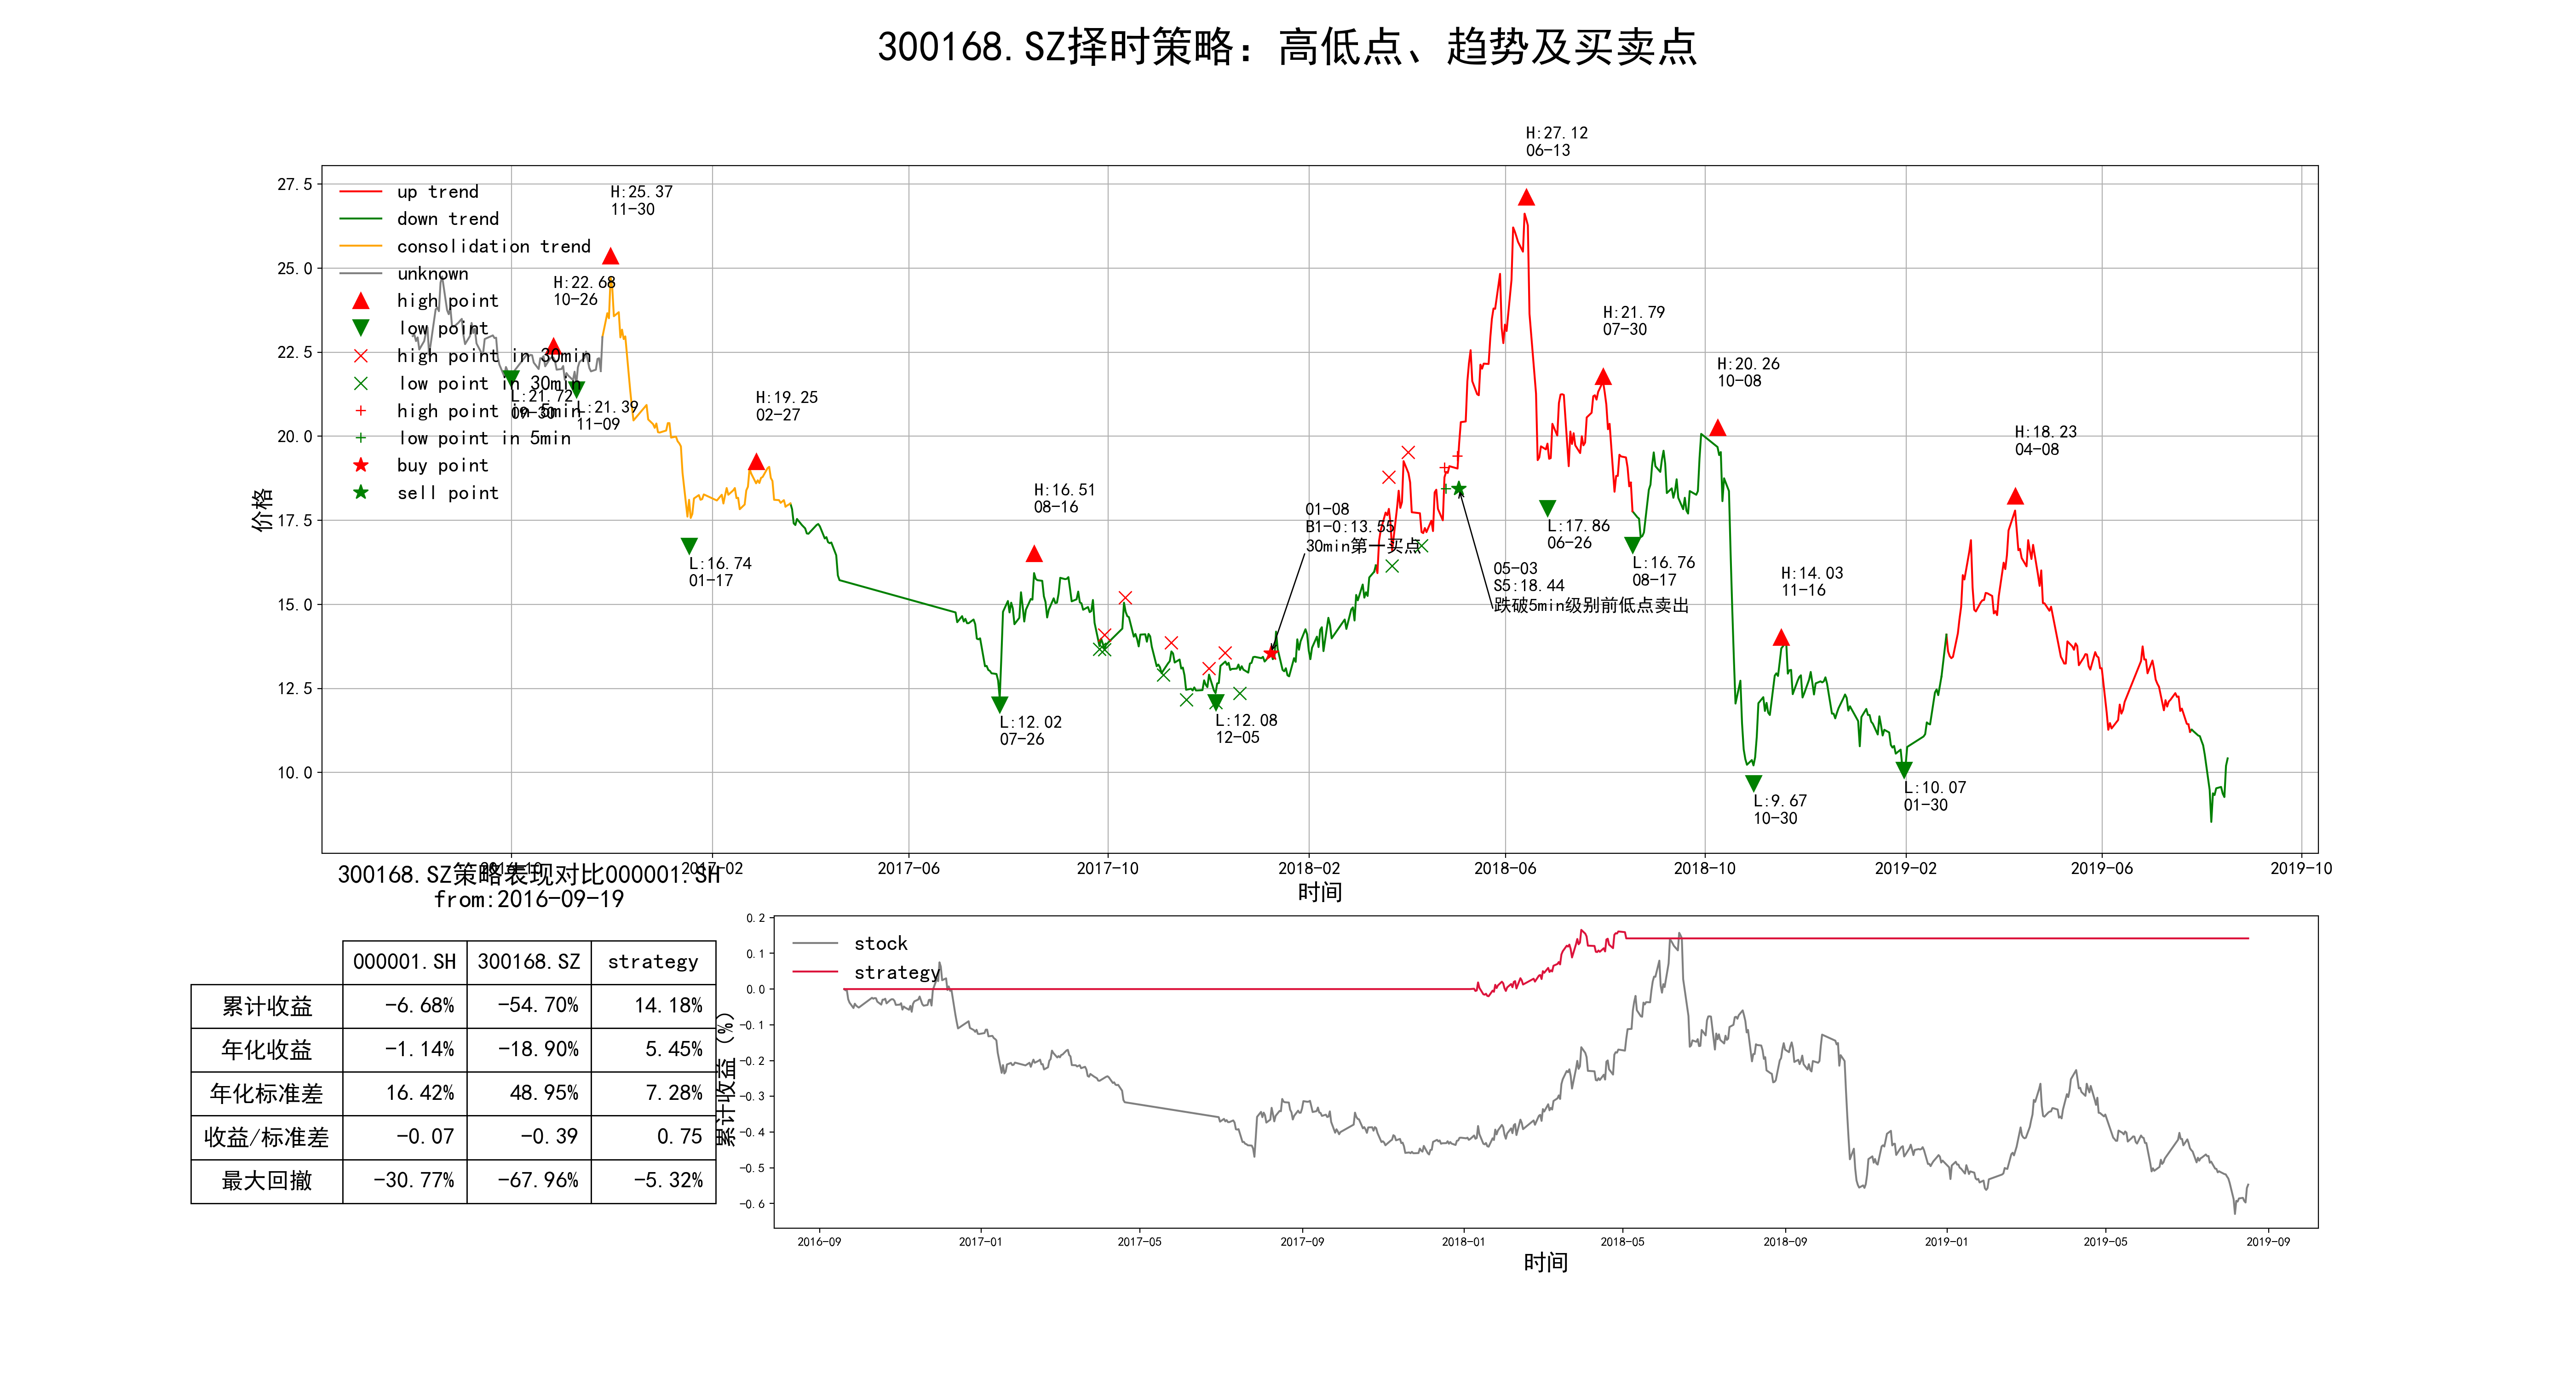 300168.SZ择时策略：高低点、趋势及买卖点
H:27.12
06-13
H:25.37
11-30
H:22.68
10-26
H:21.79
07-30
H:20.26
10-08
H:19.25
02-27
H:18.23
04-08
H:16.51
08-16
H:14.03
11-16
L:21.72
09-30
L:21.39
11-09
L:16.74
01-17
L:12.02
07-26
L:12.08
12-05
L:17.86
06-26
L:16.76
08-17
L:9.67
10-30
L:10.07
01-30
01-08
B1-0:13.55
30min第一买点
05-03
S5:18.44
跌破5min级别前低点卖出
up trend
down trend
consolidation trend
unknown
high point
low point
high point in 30min
low point in 30min
high point in 5min
low point in 5min
buy point
sell point
价格
27.5
25.0
22.5
20.0
17.5
15.0
12.5
10.0
2016-10
2017-02
2017-06
2017-10
2018-02
2018-06
2018-10
2019-02
2019-06
2019-10
时间
300168.SZ策略表现对比000001.SH
from:2016-09-19
000001.SH 300168.SZ strategy
累计收益 -6.68% -54.70% 14.18%
年化收益 -1.14% -18.90% 5.45%
年化标准差 16.42% 48.95% 7.28%
收益/标准差 -0.07 -0.39 0.75
最大回撤 -30.77% -67.96% -5.32%
累计收益（%）
0.2
0.1
0.0
-0.1
-0.2
-0.3
-0.4
-0.5
-0.6
stock
strategy
2016-09
2017-01
2017-05
2017-09
2018-01
2018-05
2018-09
2019-01
2019-05
2019-09
时间